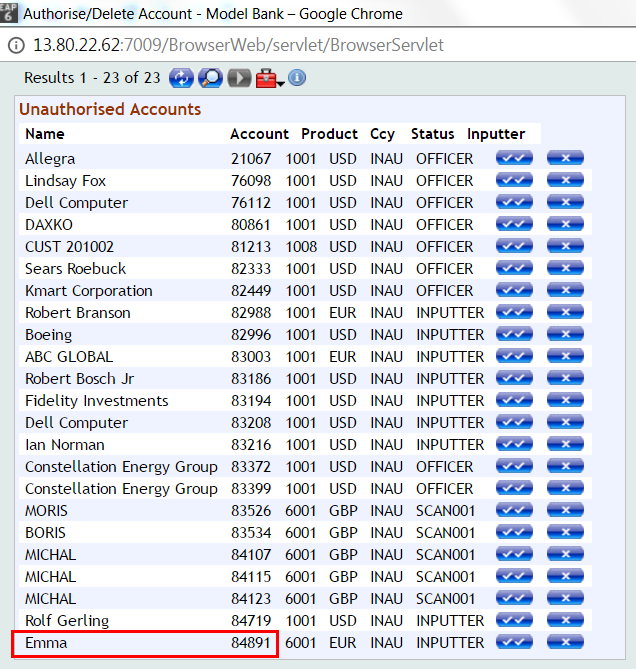 EAP
6
Authorise/Delete Account - Model Bank – Google Chrome
13.80.22.62:7009/BrowserWeb/servlet/BrowserServlet
Results 1 - 23 of 23
Unauthorised Accounts
Name Account Product Ccy Status Inputter
Allegra 21067 1001 USD INAU OFFICER
Lindsay Fox 76098 1001 USD INAU OFFICER
Dell Computer 76112 1001 USD INAU OFFICER
DAXKO 80861 1001 USD INAU OFFICER
CUST 201002 81213 1008 USD INAU OFFICER
Sears Roebuck 82333 1001 USD INAU OFFICER
Kmart Corporation 82449 1001 USD INAU OFFICER
Robert Branson 82988 1001 EUR INAU INPUTTER
Boeing 82996 1001 USD INAU INPUTTER
ABC GLOBAL 83003 1001 EUR INAU INPUTTER
Robert Bosch Jr 83186 1001 USD INAU INPUTTER
Fidelity Investments 83194 1001 USD INAU INPUTTER
Dell Computer 83208 1001 USD INAU INPUTTER
Ian Norman 83216 1001 USD INAU INPUTTER
Constellation Energy Group 83372 1001 USD INAU OFFICER
Constellation Energy Group 83399 1001 USD INAU OFFICER
MORIS 83526 6001 GBP INAU SCAN001
BORIS 83534 6001 GBP INAU SCAN001
MICHAL 84107 6001 GBP INAU SCAN001
MICHAL 84115 6001 GBP INAU SCAN001
MICHAL 84123 6001 GBP INAU SCAN001
Rolf Gerling 84719 1001 USD INAU INPUTTER
Emma 84891 6001 EUR INAU INPUTTER